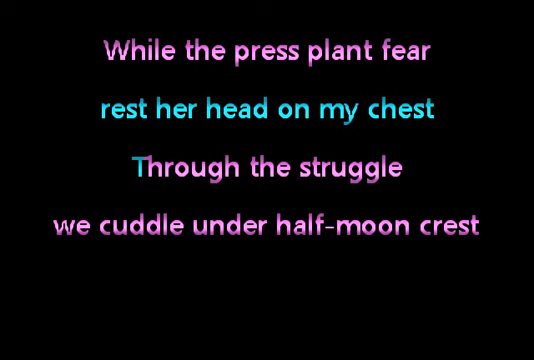 While the press plant fear
rest her head on my chest
Through the struggle
we cuddle under half-moon crest